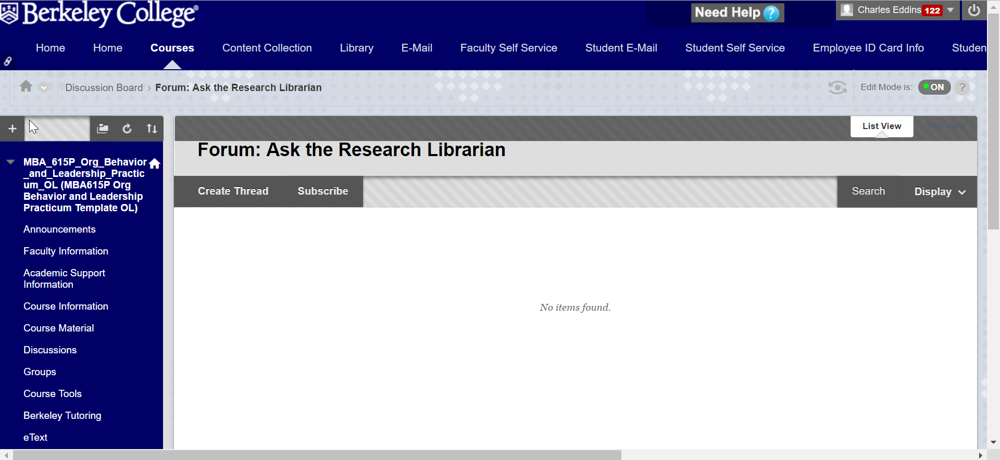 Berkeley College®
Need Help ?
Charles Eddins 122
Home Home Courses Content Collection Library E-Mail Faculty Self Service Student E-Mail Student Self Service Employee ID Card Info Studen
Discussion Board › Forum: Ask the Research Librarian
Edit Mode is: ON ?
List View Tree View
Forum: Ask the Research Librarian
Create Thread Subscribe Search Display
No items found.
MBA_615P_Org_Behavior
_and_Leadership_Practic
um_OL (MBA615P Org
Behavior and Leadership
Practicum Template OL)
Announcements
Faculty Information
Academic Support
Information
Course Information
Course Material
Discussions
Groups
Course Tools
Berkeley Tutoring
eText